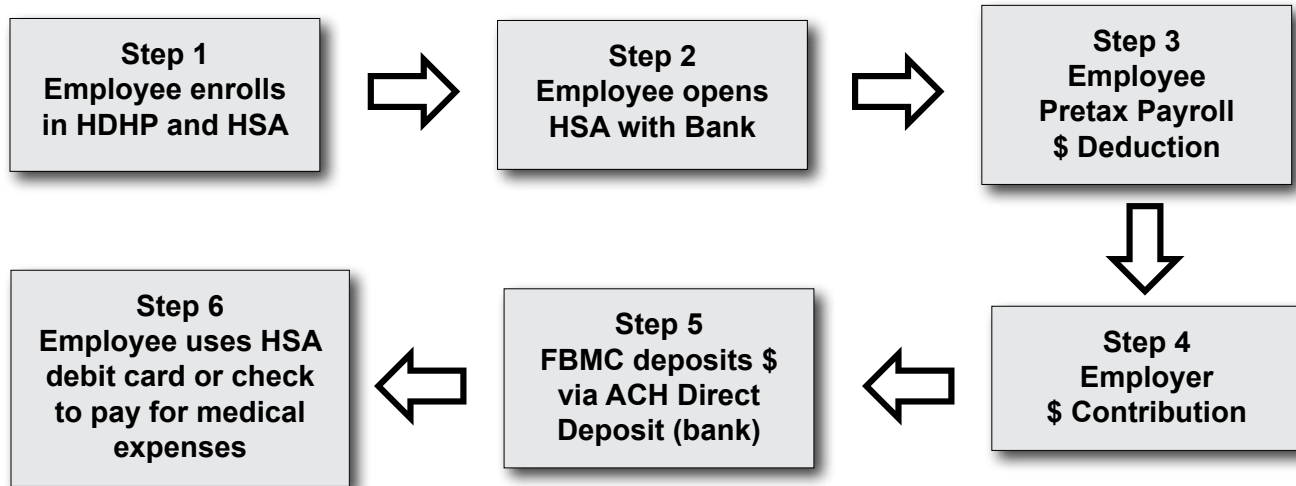 Step 1
Employee enrolls
in HDHP and HSA
Step 2
Employee opens
HSA with Bank
Step 3
Employee
Pretax Payroll
$ Deduction
Step 4
Employer
$ Contribution
Step 5
FBMC deposits $
via ACH Direct
Deposit (bank)
Step 6
Employee uses HSA
debit card or check
to pay for medical
expenses